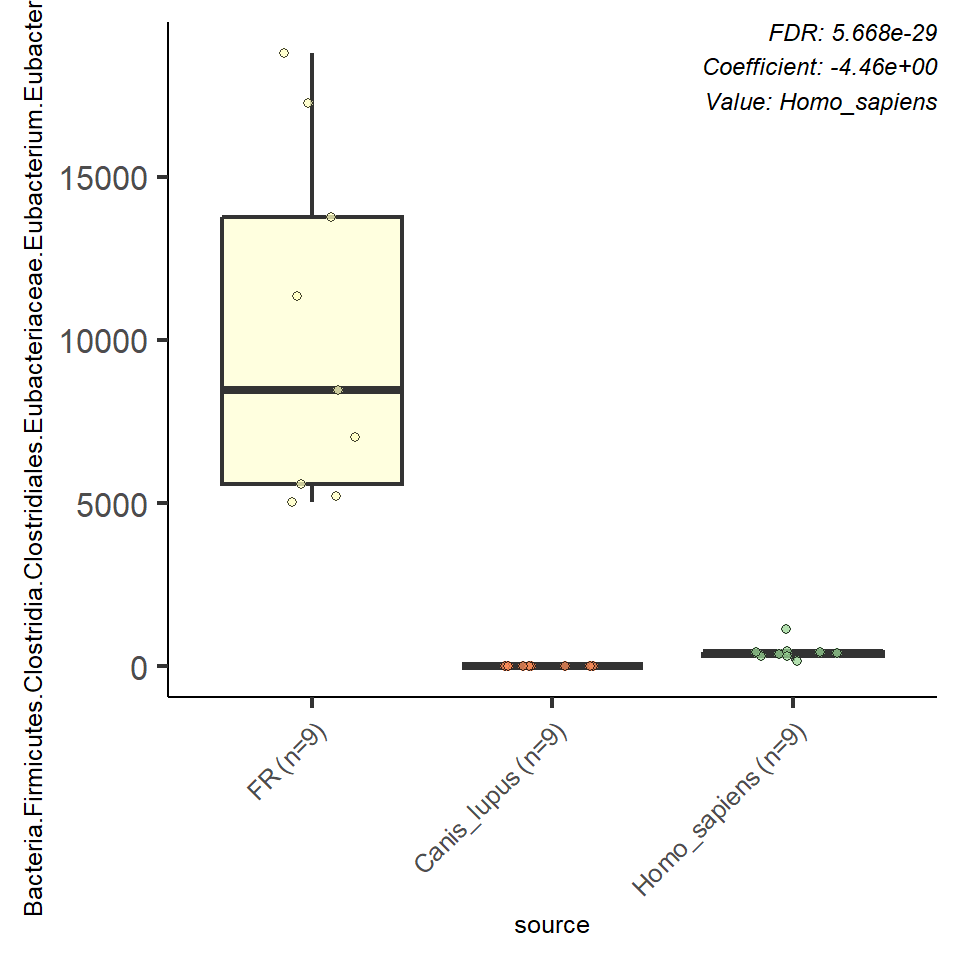 FDR: 5.668e-29
Coefficient: -4.46e+00
Value: Homo_sapiens
Bacteria.Firmicutes.Clostridia.Clostridiales.Eubacteriaceae.Eubacterium.Eubacter
15000
10000
5000
0
FR (n=9)
Canis_lupus (n=9)
Homo_sapiens (n=9)
source